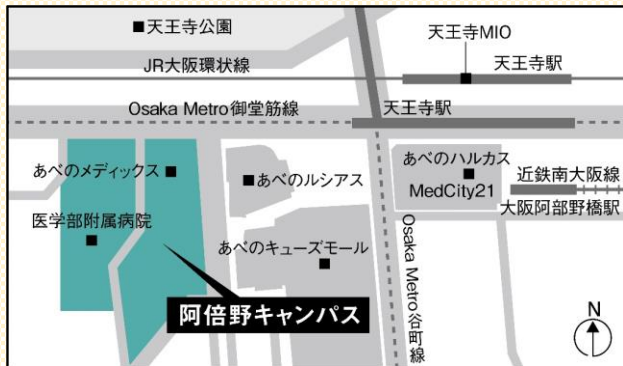 天王寺公園
天王寺MIO
JR大阪環状線
天王寺駅
Osaka Metro御堂筋線
天王寺駅
あべのメディックス
あべのルシアス
あべのハルカス
MedCity21
近鉄南大阪線
大阪阿部野橋駅
医学部附属病院
あべのキューズモール
Osaka Metro谷町線
阿倍野キャンパス
N